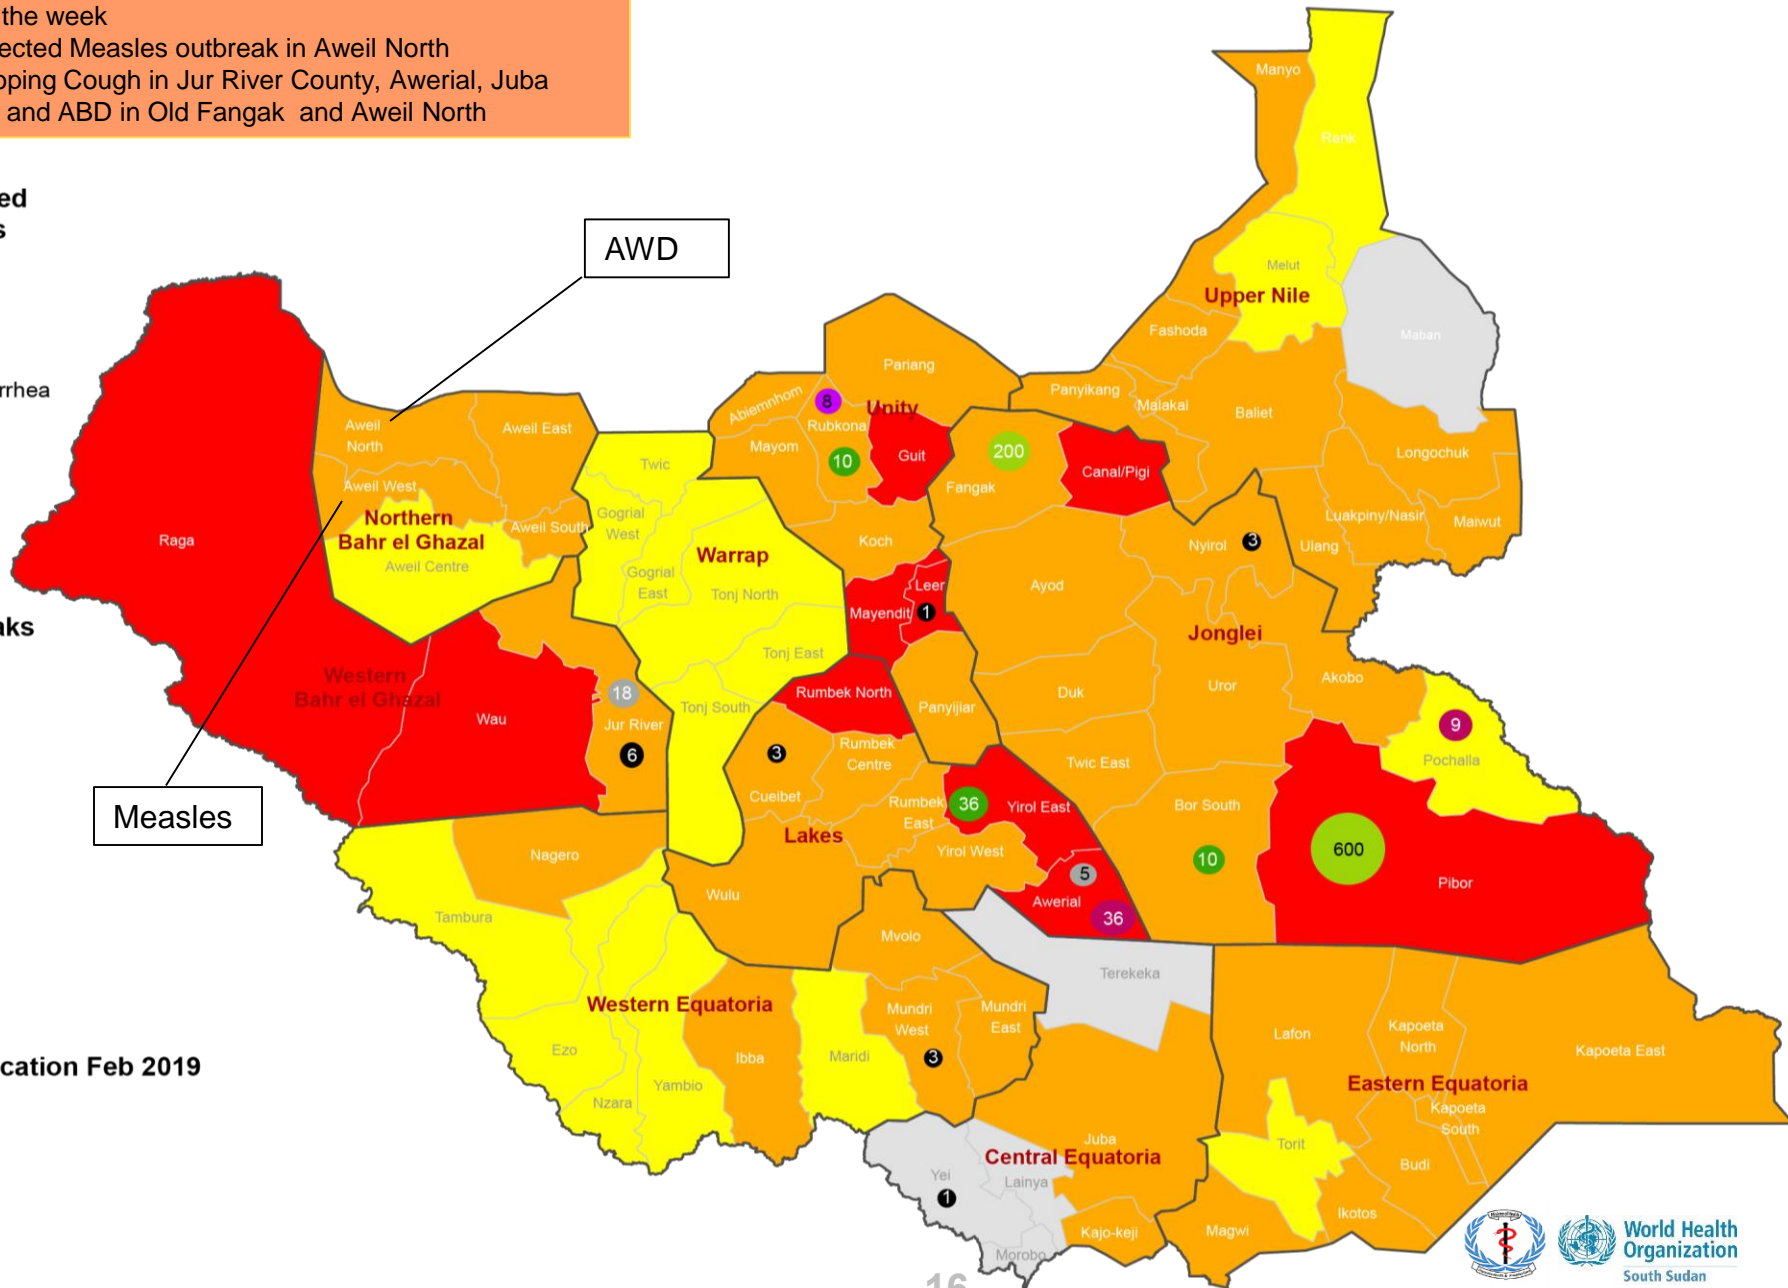 the week
ected Measles outbreak in Aweil North
pping Cough in Jur River County, Awerial, Juba
and ABD in Old Fangak and Aweil North
ed
s
rrhea
aks
cation Feb 2019
AWD
Measles
Manyo
Renk
Melut
Upper Nile
Maban
Fashoda
Pariang
Panyikang
Malakal
Baliet
Abiemnhom
8
Unity
Rubkona
Mayom
10
Guit
200
Fangak
Canal/Pigi
Longochuk
Luakpiny/Nasir
Maiwut
Ulang
Nyirol
3
Aweil
North
Aweil East
Aweil West
Northern
Bahr el Ghazal
Aweil South
Aweil Centre
Raga
Twic
Gogrial
West
Warrap
Gogrial
East
Tonj North
Koch
Leer
Mayendit
1
Ayod
Jonglei
Tonj East
Western
Bahr el Ghazal
Wau
18
Jur River
6
Tonj South
Rumbek North
Panyijiar
Duk
Uror
Akobo
9
Pochalla
3
Cueibet
Rumbek
Centre
Rumbek
East
36
Yirol East
Twic East
Bor South
Lakes
Yirol West
10
600
Pibor
5
Awerial
36
Wulu
Nagero
Tambura
Mvolo
Terekeka
Western Equatoria
Mundri
West
Mundri
East
3
Ezo
Yambio
Nzara
Ibba
Maridi
Lafon
Kapoeta
North
Kapoeta East
Eastern Equatoria
Kapoeta
South
Torit
Budi
Ikotos
Magwi
Juba
Central Equatoria
Yei
Lainya
1
Morobo
Kajo-keji
16
World Health
Organization
South Sudan